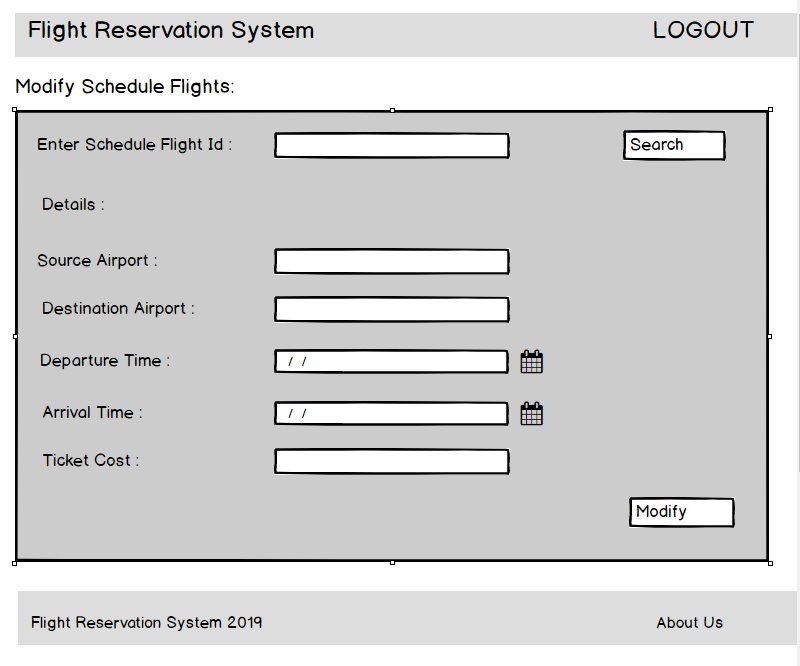 Flight Reservation System LOGOUT
Modify Schedule Flights:
Enter Schedule Flight Id : Search
Details :
Source Airport :
Destination Airport :
Departure Time : / /
Arrival Time : / /
Ticket Cost :
Modify
Flight Reservation System 2019 About Us